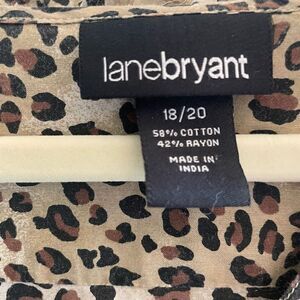 lanebryant
18/20
58% COTTON
42% RAYON
MADE IN
INDIA